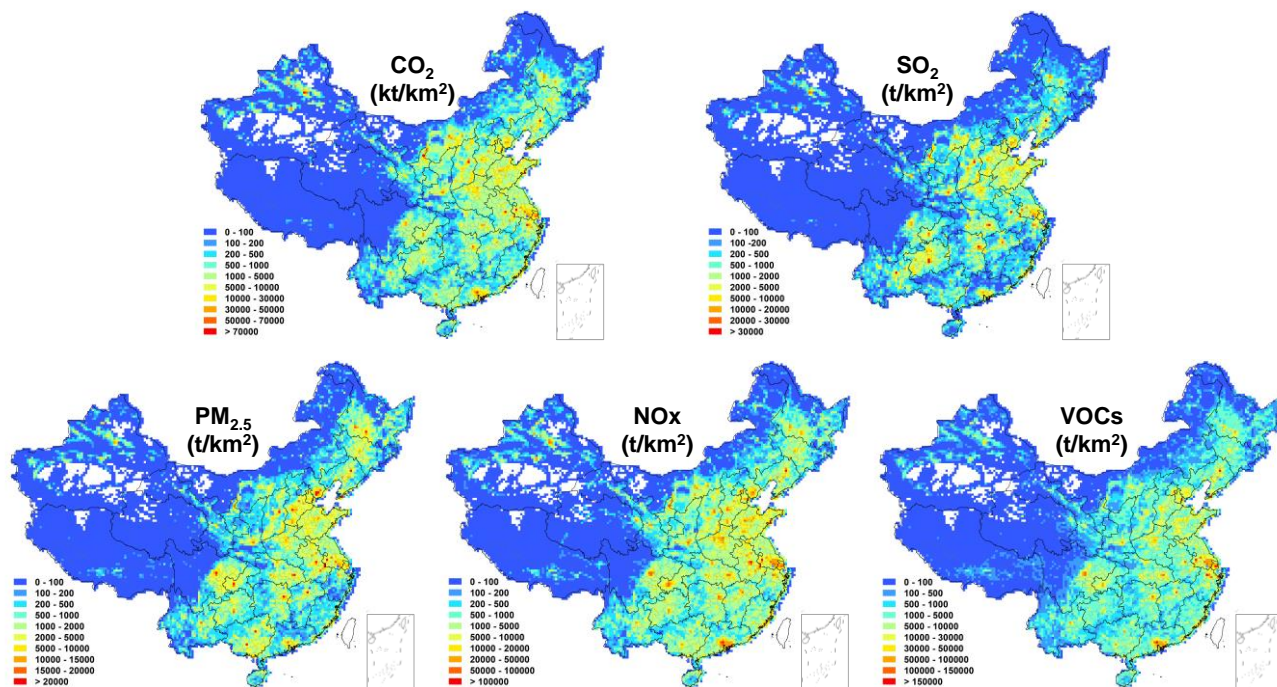 CO₂
(kt/km²)
0 - 100
100 - 200
200 - 500
500 - 1000
1000 - 5000
5000 - 10000
10000 - 30000
30000 - 50000
50000 - 70000
> 70000
SO₂
(t/km²)
0 - 100
100 -200
200 - 500
500 - 1000
1000 - 2000
2000 - 5000
5000 - 10000
10000 - 20000
20000 - 30000
> 30000
PM₂.₅
(t/km²)
0 - 100
100 - 200
200 - 500
500 - 1000
1000 - 2000
2000 - 5000
5000 - 10000
10000 - 15000
15000 - 20000
> 20000
NOx
(t/km²)
0 - 100
100 - 200
200 - 500
500 - 1000
1000 - 5000
5000 - 10000
10000 - 20000
20000 - 50000
50000 - 100000
> 100000
VOCs
(t/km²)
0 - 100
100 - 500
500 - 1000
1000 - 5000
5000 - 10000
10000 - 30000
30000 - 50000
50000 - 100000
100000 - 150000
> 150000